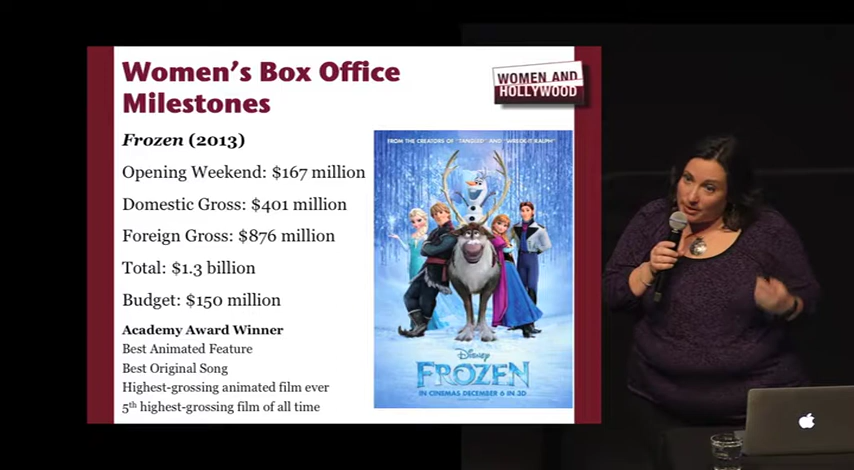 Women's Box Office
Milestones
WOMEN AND
HOLLYWOOD
Frozen (2013)
Opening Weekend: $167 million
Domestic Gross: $401 million
Foreign Gross: $876 million
Total: $1.3 billion
Budget: $150 million
Academy Award Winner
Best Animated Feature
Best Original Song
Highest-grossing animated film ever
5th highest-grossing film of all time
FROM THE CREATORS OF "TANGLED" AND "WRECK-IT RALPH"
Disney
FROZEN
IN CINEMAS DECEMBER 6 IN 3D